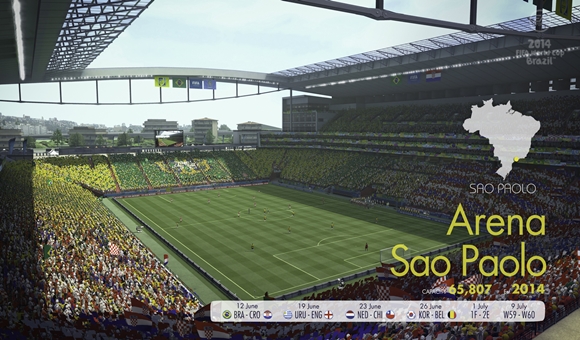 2014
FIFA WORLD CUP
Brazil
SAO PAOLO
Arena
Sao Paolo
CAPACITY 65,807 2014
12 June 19 June 23 June 26 June 1 July 9 July
BRA - CRO URU - ENG NED - CHI KOR - BEL 1F - 2E W59 - W60